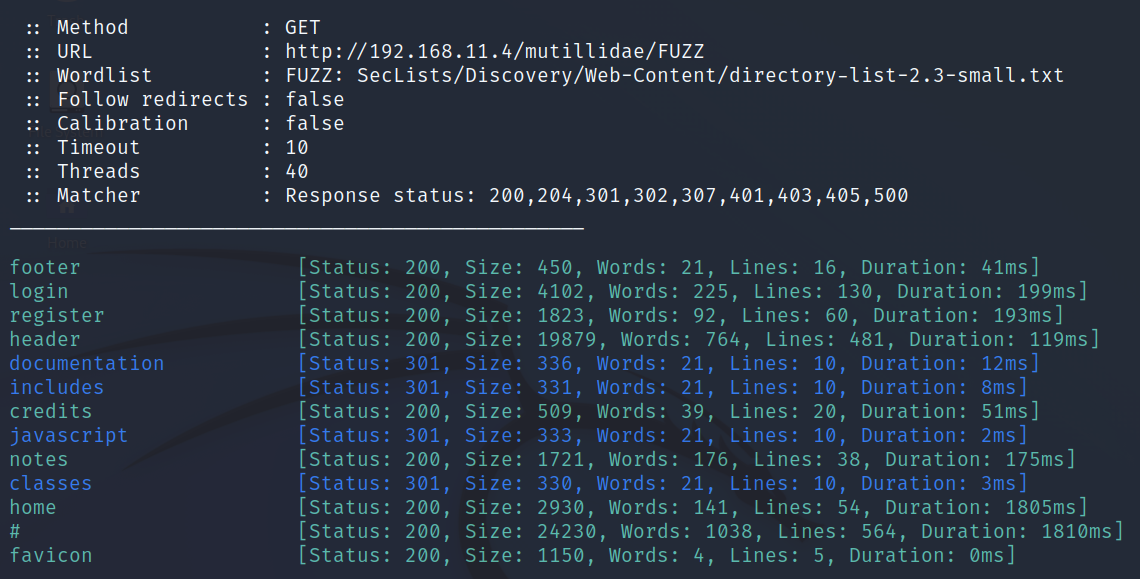 :: Method : GET
:: URL : http://192.168.11.4/mutillidae/FUZZ
:: Wordlist : FUZZ: SecLists/Discovery/Web-Content/directory-list-2.3-small.txt
:: Follow redirects : false
:: Calibration : false
:: Timeout : 10
:: Threads : 40
:: Matcher : Response status: 200,204,301,302,307,401,403,405,500
Home
footer [Status: 200, Size: 450, Words: 21, Lines: 16, Duration: 41ms]
login [Status: 200, Size: 4102, Words: 225, Lines: 130, Duration: 199ms]
register [Status: 200, Size: 1823, Words: 92, Lines: 60, Duration: 193ms]
header [Status: 200, Size: 19879, Words: 764, Lines: 481, Duration: 119ms]
documentation [Status: 301, Size: 336, Words: 21, Lines: 10, Duration: 12ms]
includes [Status: 301, Size: 331, Words: 21, Lines: 10, Duration: 8ms]
credits [Status: 200, Size: 509, Words: 39, Lines: 20, Duration: 51ms]
javascript [Status: 301, Size: 333, Words: 21, Lines: 10, Duration: 2ms]
notes [Status: 200, Size: 1721, Words: 176, Lines: 38, Duration: 175ms]
classes [Status: 301, Size: 330, Words: 21, Lines: 10, Duration: 3ms]
home [Status: 200, Size: 2930, Words: 141, Lines: 54, Duration: 1805ms]
# [Status: 200, Size: 24230, Words: 1038, Lines: 564, Duration: 1810ms]
favicon [Status: 200, Size: 1150, Words: 4, Lines: 5, Duration: 0ms]